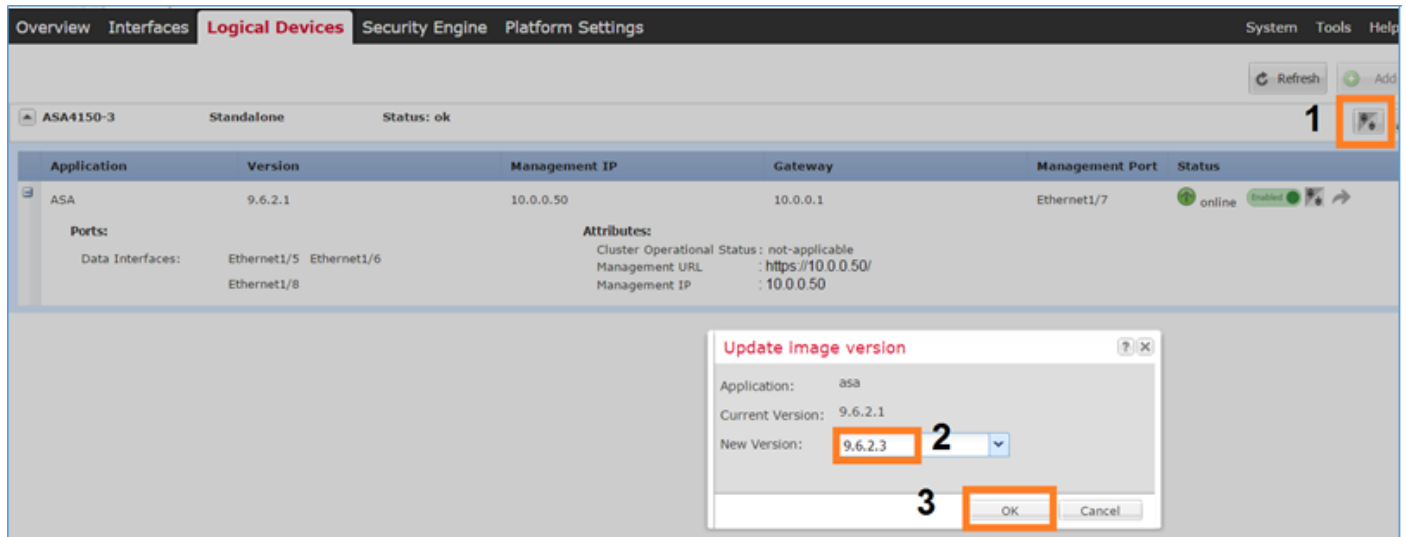 Overview Interfaces Logical Devices Security Engine Platform Settings System Tools Help
Refresh Add
ASA4150-3 Standalone Status: ok 1
Application Version Management IP Gateway Management Port Status
ASA 9.6.2.1 10.0.0.50 10.0.0.1 Ethernet1/7 online Enabled
Ports: Attributes:
Data Interfaces: Ethernet1/5 Ethernet1/6 Cluster Operational Status : not-applicable
Management URL : https://10.0.0.50/
Ethernet1/8 Management IP : 10.0.0.50
Update image version ?
Application: asa
Current Version: 9.6.2.1
New Version: 9.6.2.3 2
3 OK Cancel